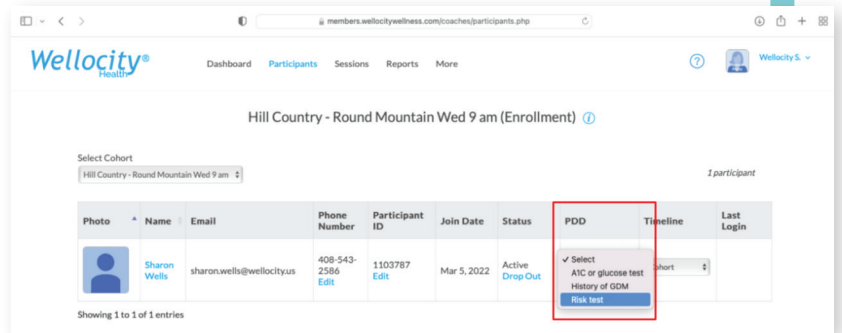 members.wellocitywellness.com/coaches/participants.php
Wellocity®
Health
Dashboard Participants Sessions Reports More
Wellocity S.
Hill Country - Round Mountain Wed 9 am (Enrollment)
Select Cohort
Hill Country - Round Mountain Wed 9 am
1 participant
Photo Name Email Phone Number Participant ID Join Date Status PDD Timeline Last Login
Sharon Wells sharon.wells@wellocity.us 408-543-2586 Edit 1103787 Edit Mar 5, 2022 Active Drop Out
✓ Select
A1C or glucose test
History of GDM
Risk test
Showing 1 to 1 of 1 entries